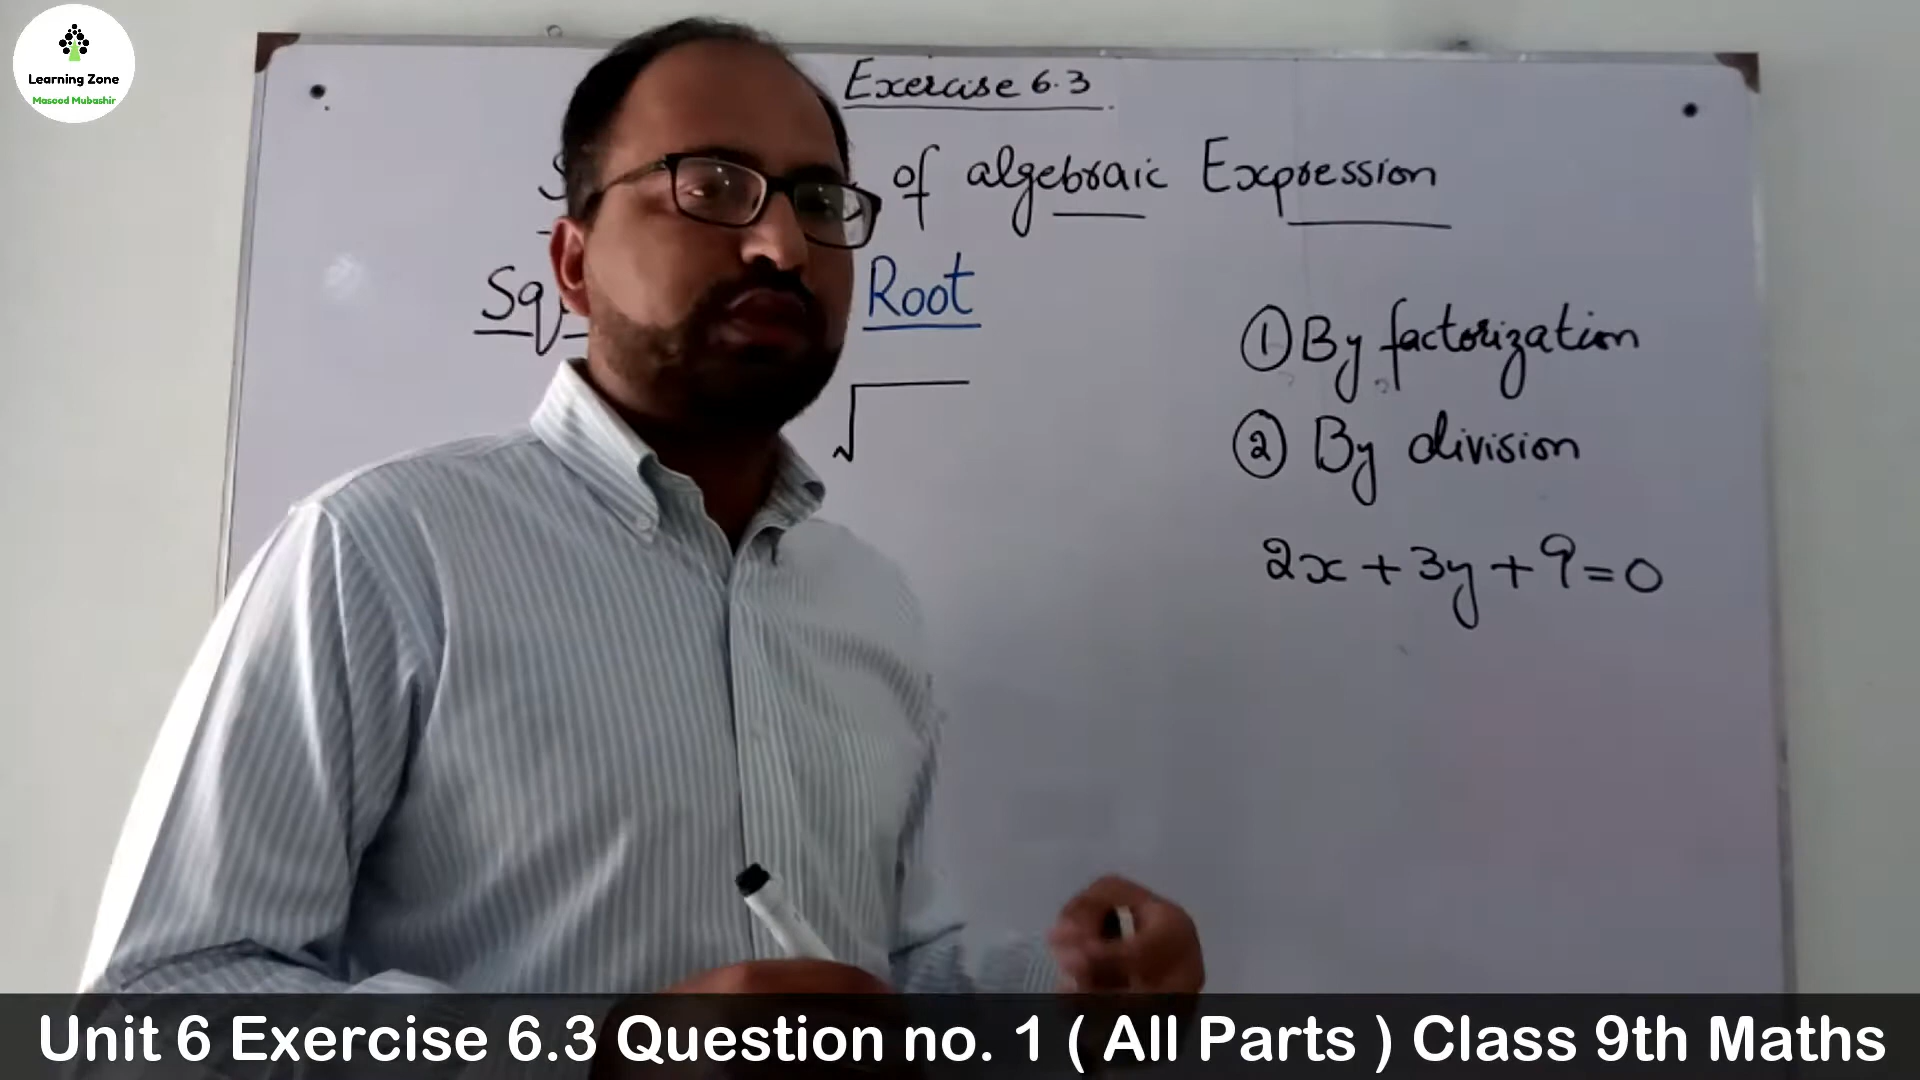 Learning Zone
Masood Mubashir
Exercise 6.3
of algebraic Expression
Root
① By factorization
② By division
2x + 3y + 9 = 0
Unit 6 Exercise 6.3 Question no. 1 ( All Parts ) Class 9th Maths